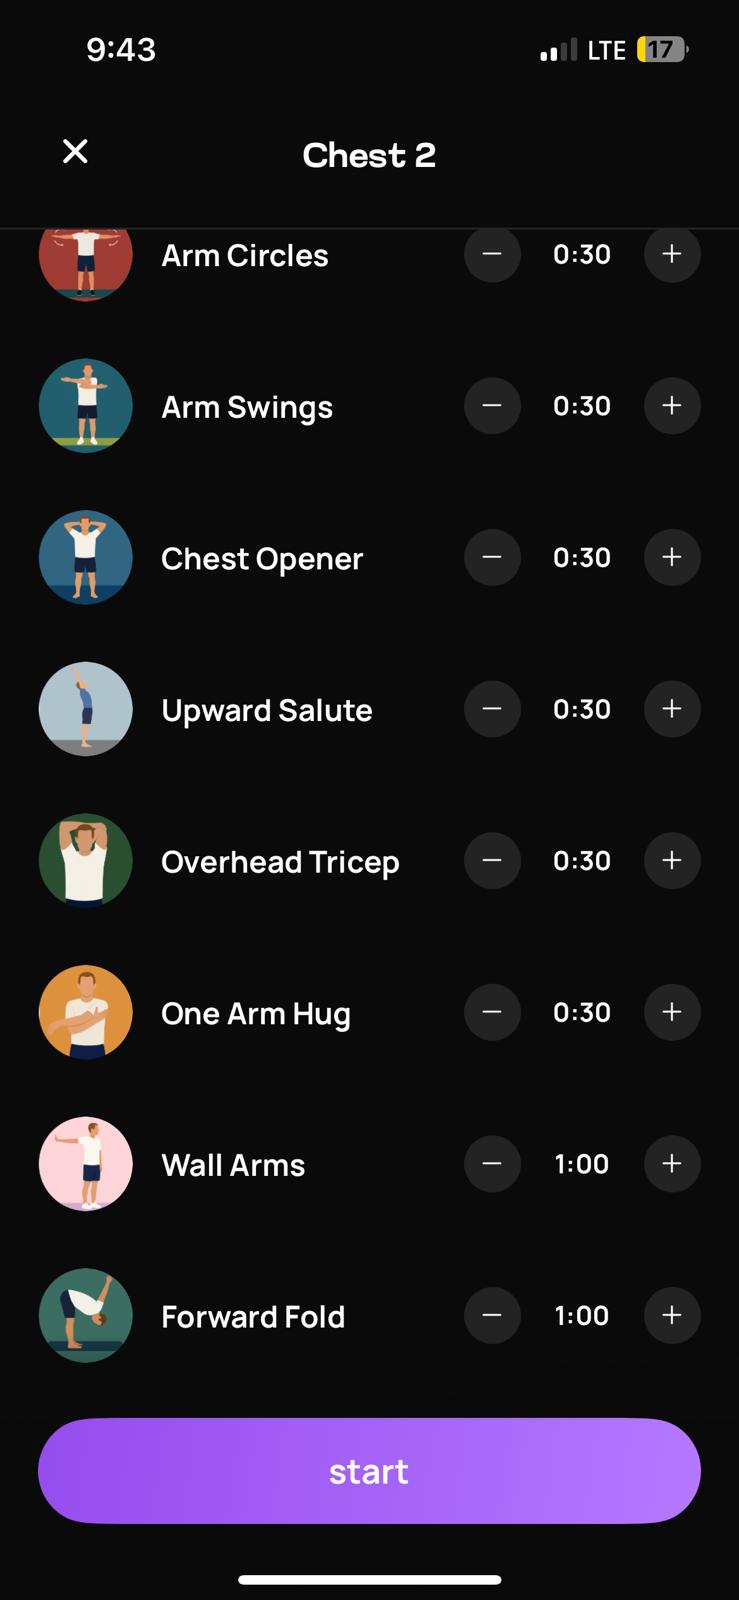 9:43 LTE 17
Chest 2
Arm Circles 0:30
Arm Swings 0:30
Chest Opener 0:30
Upward Salute 0:30
Overhead Tricep 0:30
One Arm Hug 0:30
Wall Arms 1:00
Forward Fold 1:00
start